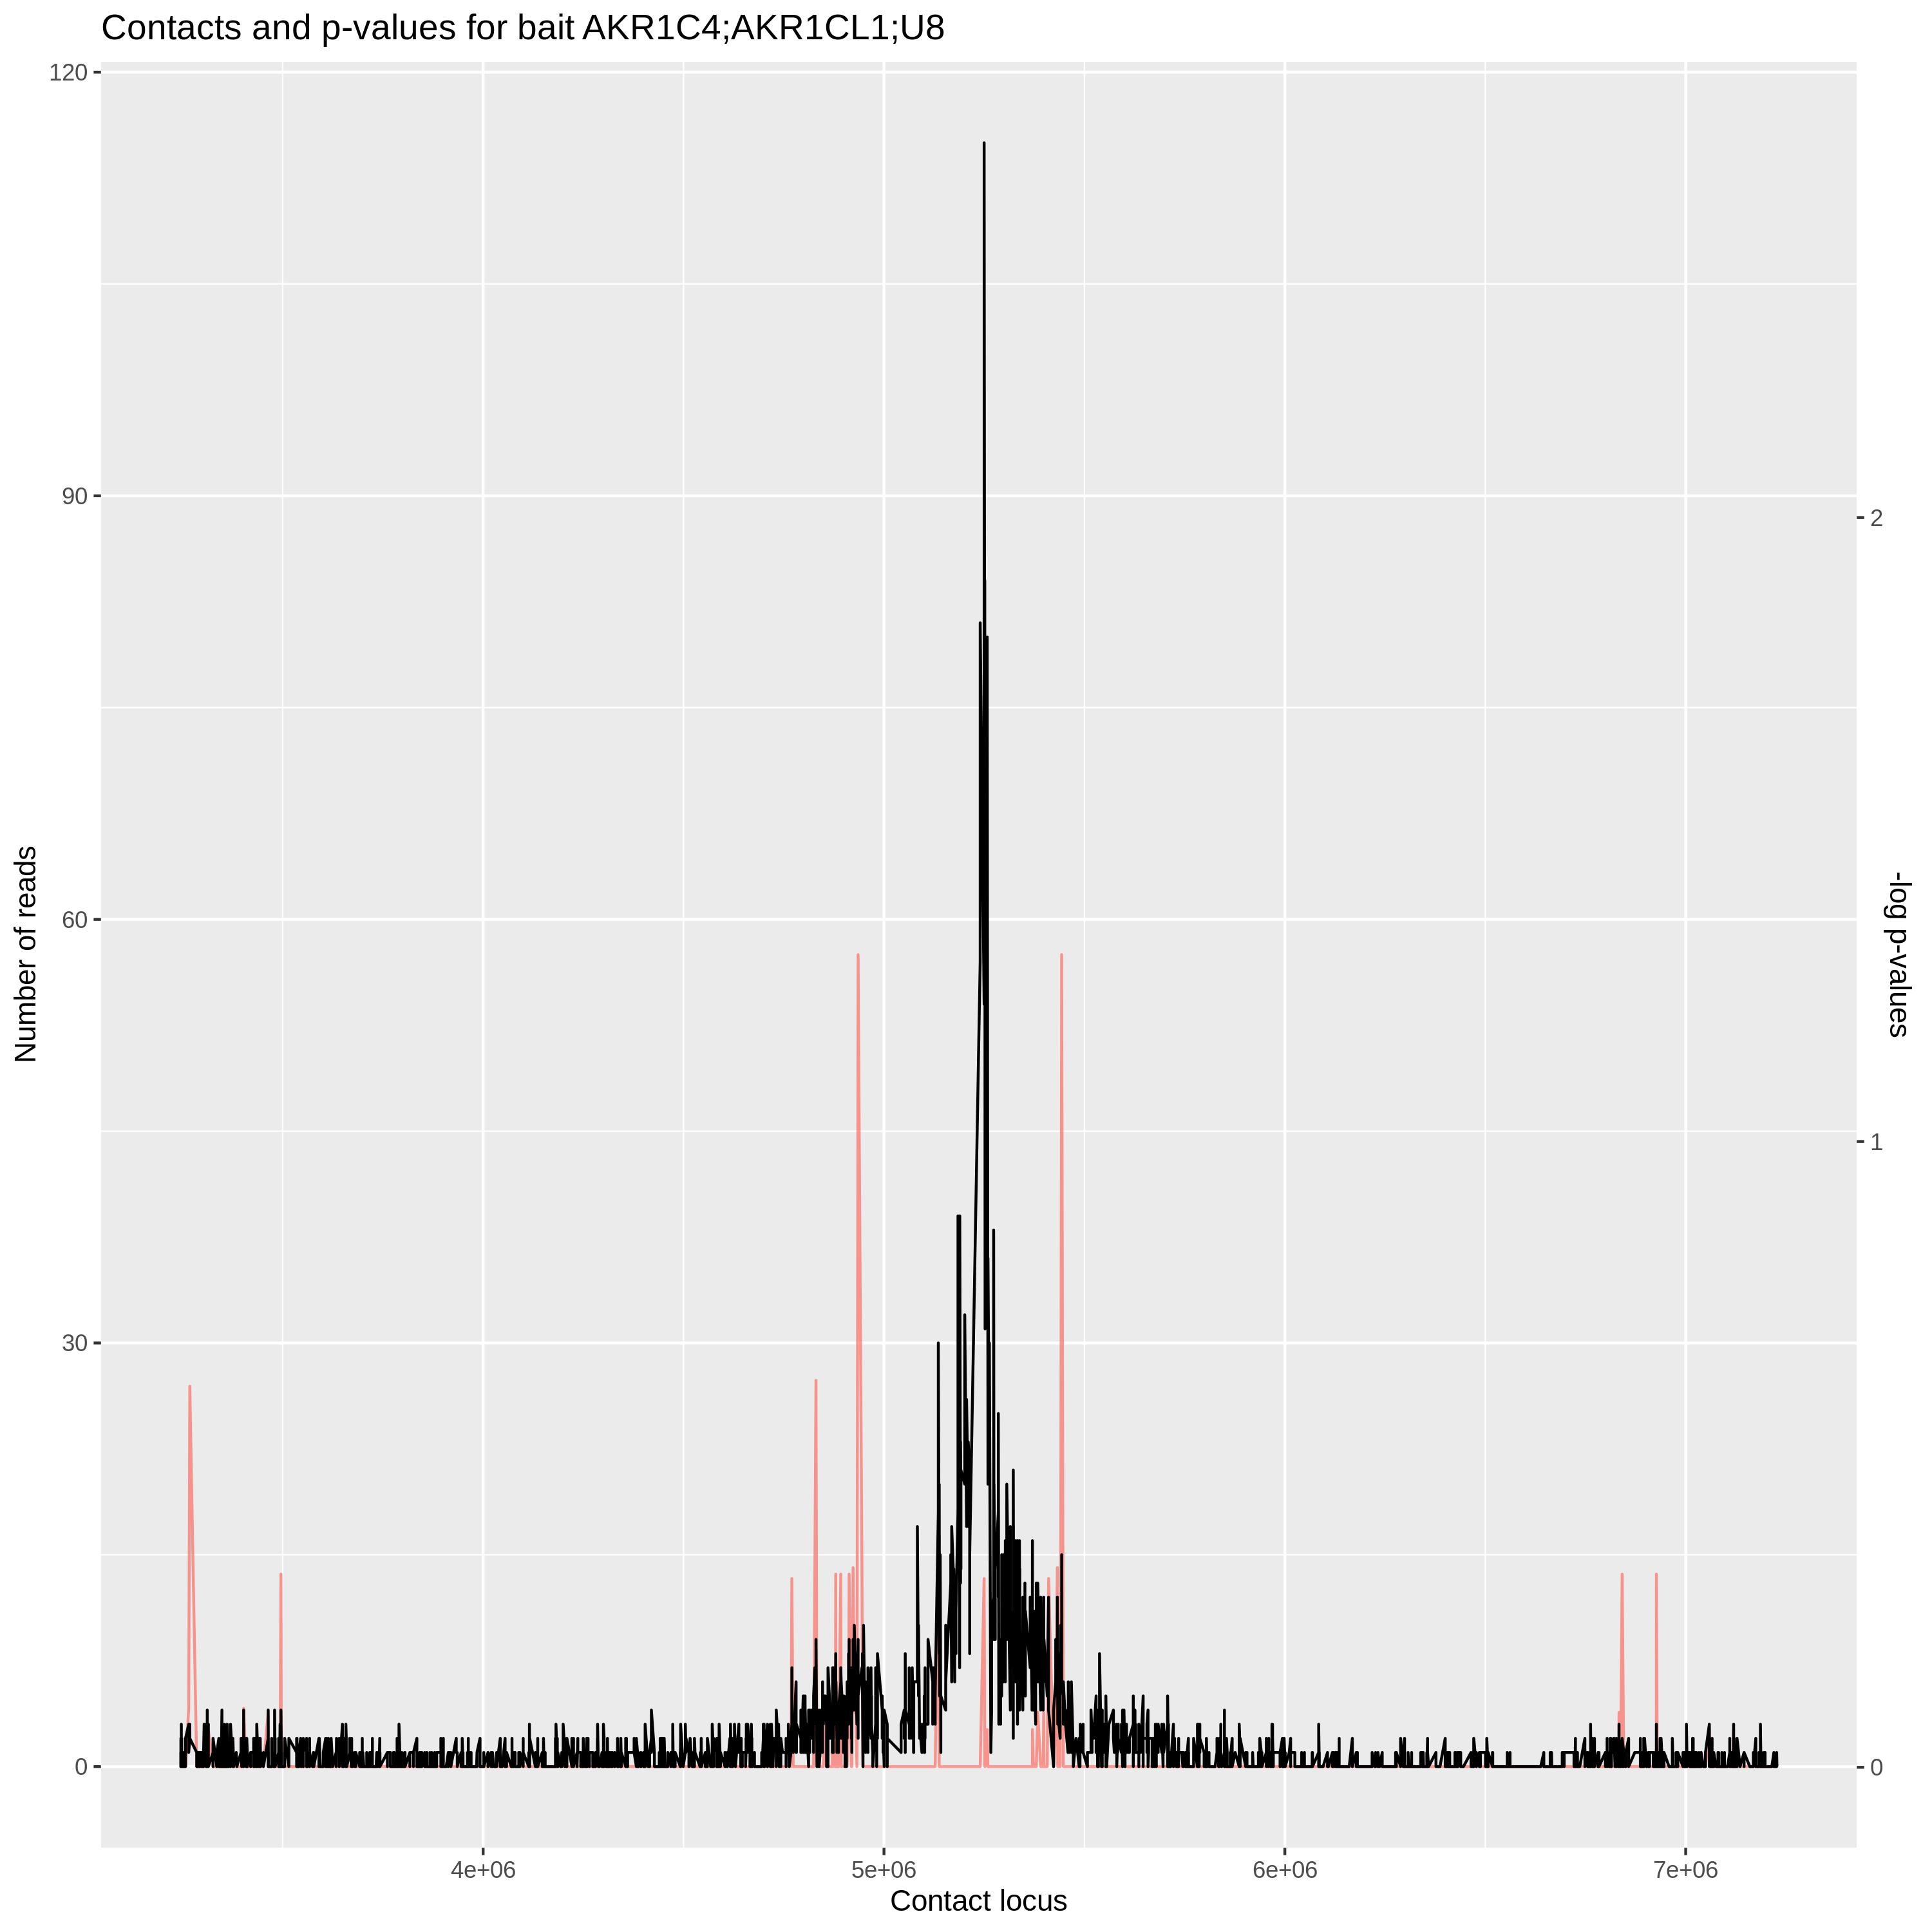 Contacts and p-values for bait AKR1C4;AKR1CL1;U8
120
90
60
30
0
Number of reads
2
1
0
-log p-values
4e+06 5e+06 6e+06 7e+06
Contact locus